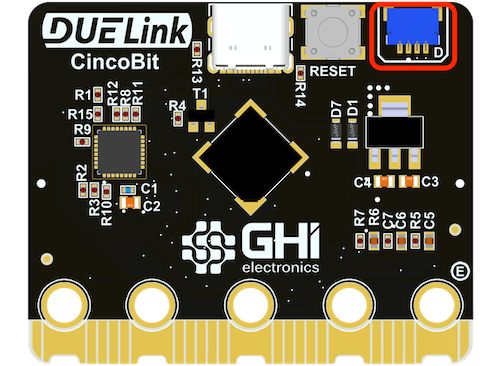 DUELink
CincoBit
RESET
D
R13
T1
R14
R1
R12
R8
R11
R15
R4
R9
D7
D1
R2
R3
R10
C1
C2
C4
C3
GHI
electronics
R7
R6
C7
C6
R5
C5
E